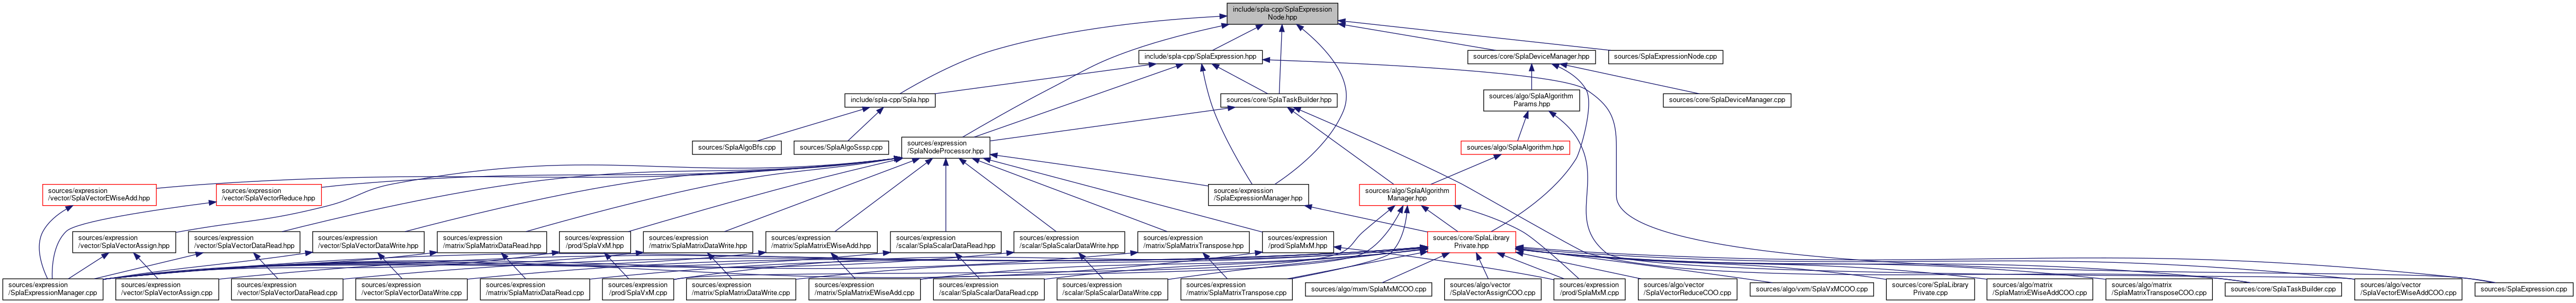 include/spla-cpp/SplaExpression
Node.hpp
include/spla-cpp/SplaExpression.hpp
sources/core/SplaDeviceManager.hpp
sources/SplaExpressionNode.cpp
include/spla-cpp/Spla.hpp
sources/core/SplaTaskBuilder.hpp
sources/algo/SplaAlgorithm
Params.hpp
sources/core/SplaDeviceManager.cpp
sources/SplaAlgoBfs.cpp
sources/SplaAlgoSssp.cpp
sources/expression
/SplaNodeProcessor.hpp
sources/algo/SplaAlgorithm.hpp
sources/expression
/vector/SplaVectorEWiseAdd.hpp
sources/expression
/vector/SplaVectorReduce.hpp
sources/expression
/SplaExpressionManager.hpp
sources/algo/SplaAlgorithm
Manager.hpp
sources/expression
/vector/SplaVectorAssign.hpp
sources/expression
/vector/SplaVectorDataRead.hpp
sources/expression
/vector/SplaVectorDataWrite.hpp
sources/expression
/matrix/SplaMatrixDataRead.hpp
sources/expression
/prod/SplaVxM.hpp
sources/expression
/matrix/SplaMatrixDataWrite.hpp
sources/expression
/matrix/SplaMatrixEWiseAdd.hpp
sources/expression
/scalar/SplaScalarDataRead.hpp
sources/expression
/scalar/SplaScalarDataWrite.hpp
sources/expression
/matrix/SplaMatrixTranspose.hpp
sources/expression
/prod/SplaMxM.hpp
sources/core/SplaLibrary
Private.hpp
sources/expression
/SplaExpressionManager.cpp
sources/expression
/vector/SplaVectorAssign.cpp
sources/expression
/vector/SplaVectorDataRead.cpp
sources/expression
/vector/SplaVectorDataWrite.cpp
sources/expression
/matrix/SplaMatrixDataRead.cpp
sources/expression
/prod/SplaVxM.cpp
sources/expression
/matrix/SplaMatrixDataWrite.cpp
sources/expression
/matrix/SplaMatrixEWiseAdd.cpp
sources/expression
/scalar/SplaScalarDataRead.cpp
sources/expression
/scalar/SplaScalarDataWrite.cpp
sources/expression
/matrix/SplaMatrixTranspose.cpp
sources/algo/mxm/SplaMxMCOO.cpp
sources/algo/vector
/SplaVectorAssignCOO.cpp
sources/expression
/prod/SplaMxM.cpp
sources/algo/vector
/SplaVectorReduceCOO.cpp
sources/algo/vxm/SplaVxMCOO.cpp
sources/core/SplaLibrary
Private.cpp
sources/algo/matrix
/SplaMatrixEWiseAddCOO.cpp
sources/algo/matrix
/SplaMatrixTransposeCOO.cpp
sources/core/SplaTaskBuilder.cpp
sources/algo/vector
/SplaVectorEWiseAddCOO.cpp
sources/SplaExpression.cpp